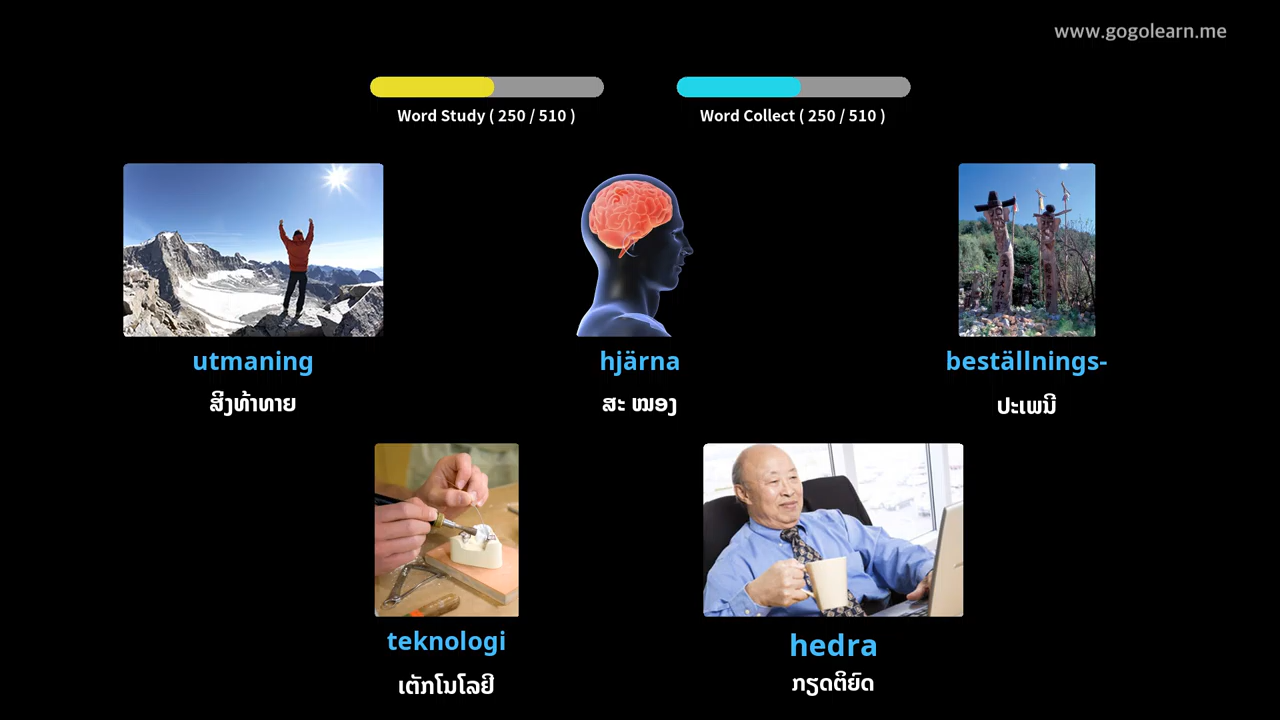 www.gogolearn.me
Word Study ( 250 / 510 )
Word Collect ( 250 / 510 )
utmaning
ສິ່ງທ້າທາຍ
hjärna
ສະ ໝອງ
beställnings-
ປະເພນີ
teknologi
ເຕັກໂນໂລຢີ
hedra
ກຽດຕິຍົດ